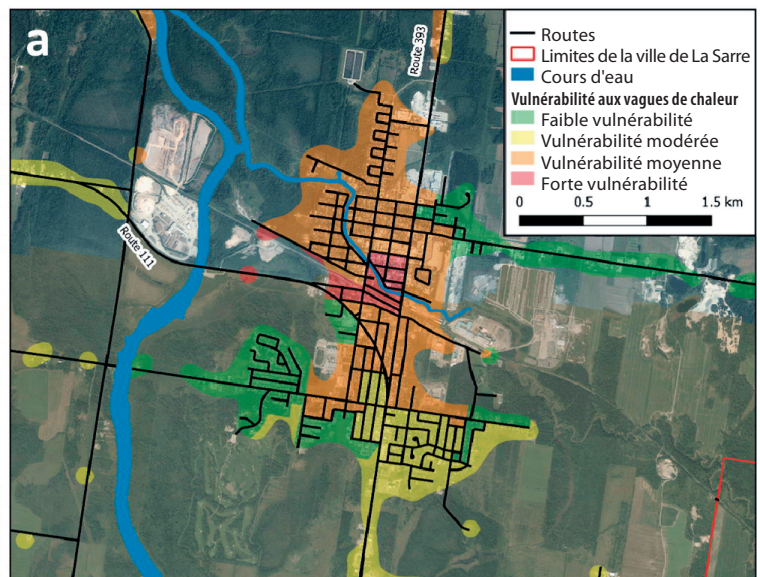 a
Route 393
Route 111
Routes
Limites de la ville de La Sarre
Cours d'eau
Vulnérabilité aux vagues de chaleur
Faible vulnérabilité
Vulnérabilité modérée
Vulnérabilité moyenne
Forte vulnérabilité
0 0.5 1 1.5 km